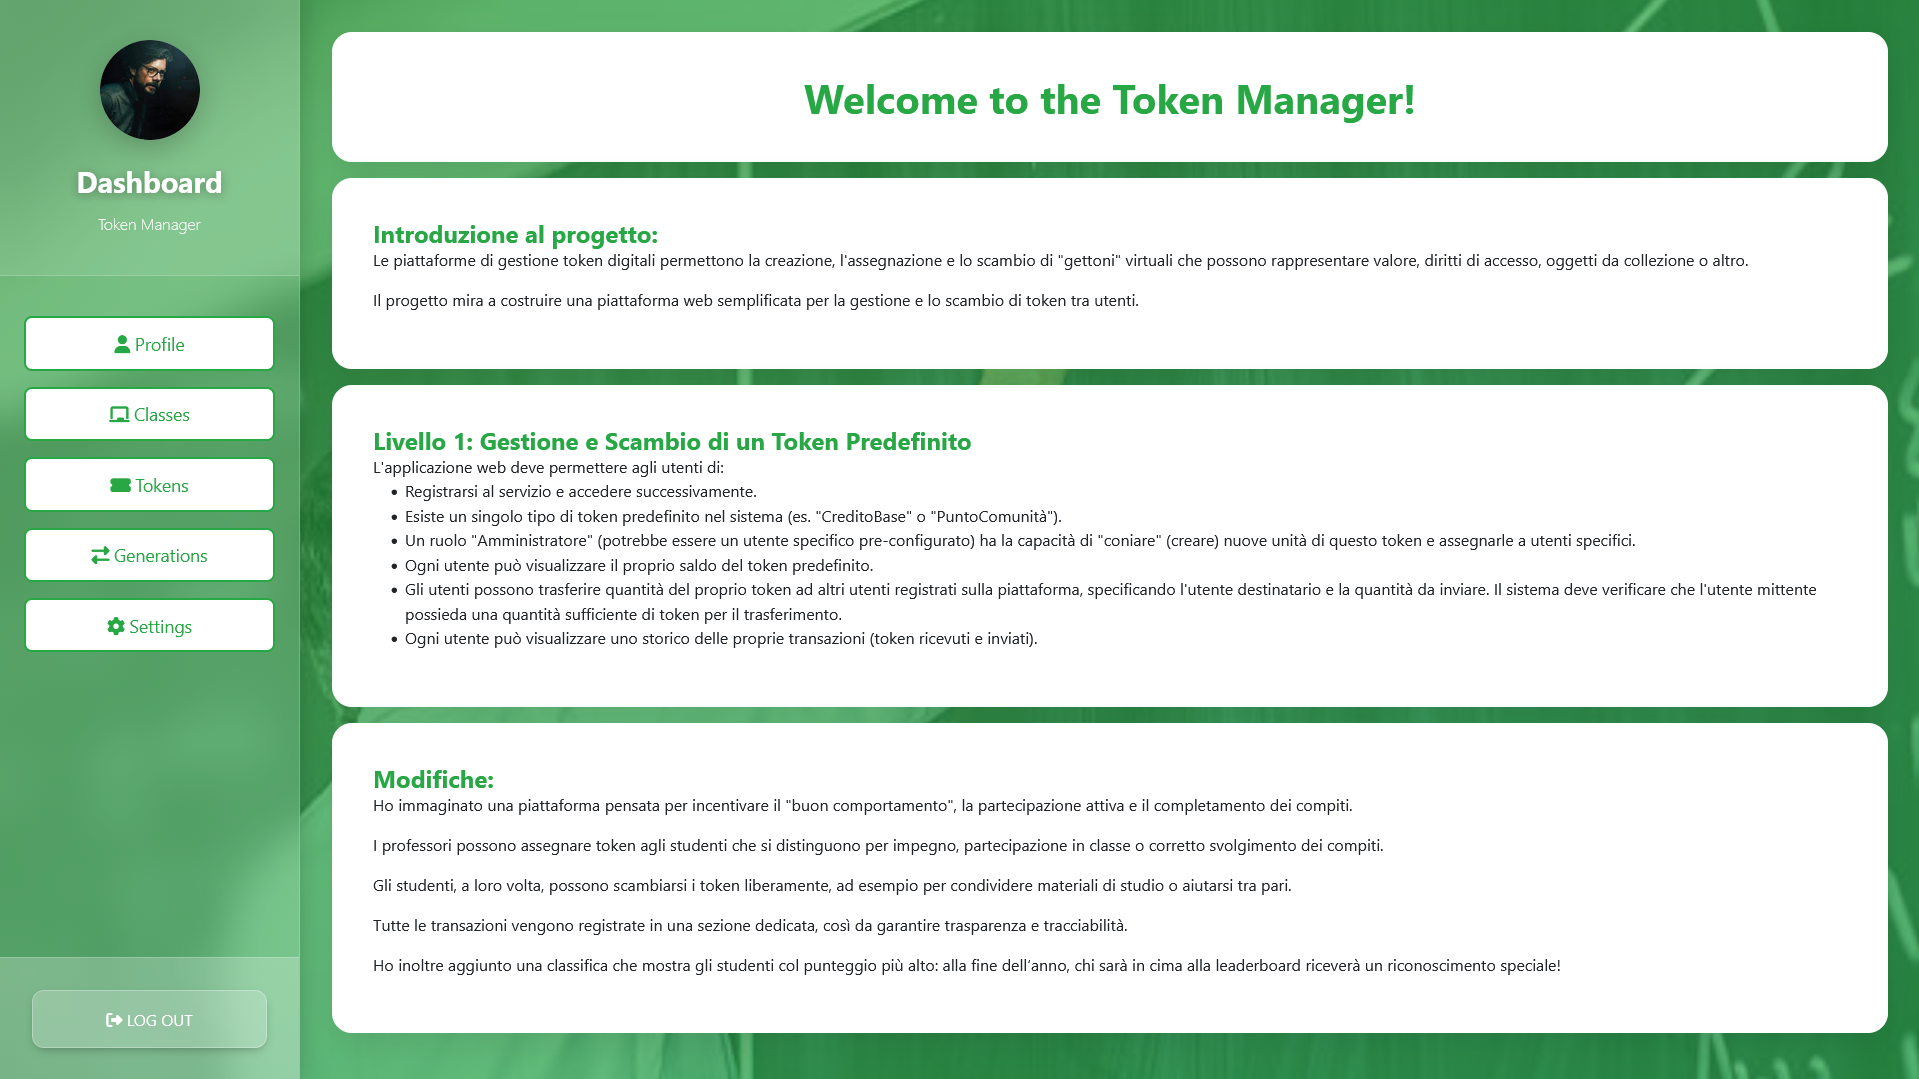 Dashboard
Token Manager
Profile
Classes
Tokens
Generations
Settings
LOG OUT
Welcome to the Token Manager!
Introduzione al progetto:
Le piattaforme di gestione token digitali permettono la creazione, l'assegnazione e lo scambio di "gettoni" virtuali che possono rappresentare valore, diritti di accesso, oggetti da collezione o altro.
Il progetto mira a costruire una piattaforma web semplificata per la gestione e lo scambio di token tra utenti.
Livello 1: Gestione e Scambio di un Token Predefinito
L'applicazione web deve permettere agli utenti di:
• Registrarsi al servizio e accedere successivamente.
• Esiste un singolo tipo di token predefinito nel sistema (es. "CreditoBase" o "PuntoComunità").
• Un ruolo "Amministratore" (potrebbe essere un utente specifico pre-configurato) ha la capacità di "coniare" (creare) nuove unità di questo token e assegnarle a utenti specifici.
• Ogni utente può visualizzare il proprio saldo del token predefinito.
• Gli utenti possono trasferire quantità del proprio token ad altri utenti registrati sulla piattaforma, specificando l'utente destinatario e la quantità da inviare. Il sistema deve verificare che l'utente mittente
possieda una quantità sufficiente di token per il trasferimento.
• Ogni utente può visualizzare uno storico delle proprie transazioni (token ricevuti e inviati).
Modifiche:
Ho immaginato una piattaforma pensata per incentivare il "buon comportamento", la partecipazione attiva e il completamento dei compiti.
I professori possono assegnare token agli studenti che si distinguono per impegno, partecipazione in classe o corretto svolgimento dei compiti.
Gli studenti, a loro volta, possono scambiarsi i token liberamente, ad esempio per condividere materiali di studio o aiutarsi tra pari.
Tutte le transazioni vengono registrate in una sezione dedicata, così da garantire trasparenza e tracciabilità.
Ho inoltre aggiunto una classifica che mostra gli studenti col punteggio più alto: alla fine dell’anno, chi sarà in cima alla leaderboard riceverà un riconoscimento speciale!